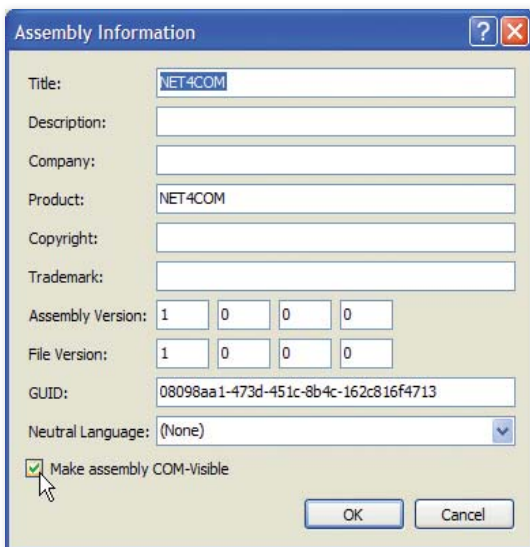 Assembly Information
Title: NET4COM
Description:
Company:
Product: NET4COM
Copyright:
Trademark:
Assembly Version: 1 0 0 0
File Version: 1 0 0 0
GUID: 08098aa1-473d-451c-8b4c-162c816f4713
Neutral Language: (None)
Make assembly COM-Visible
OK Cancel